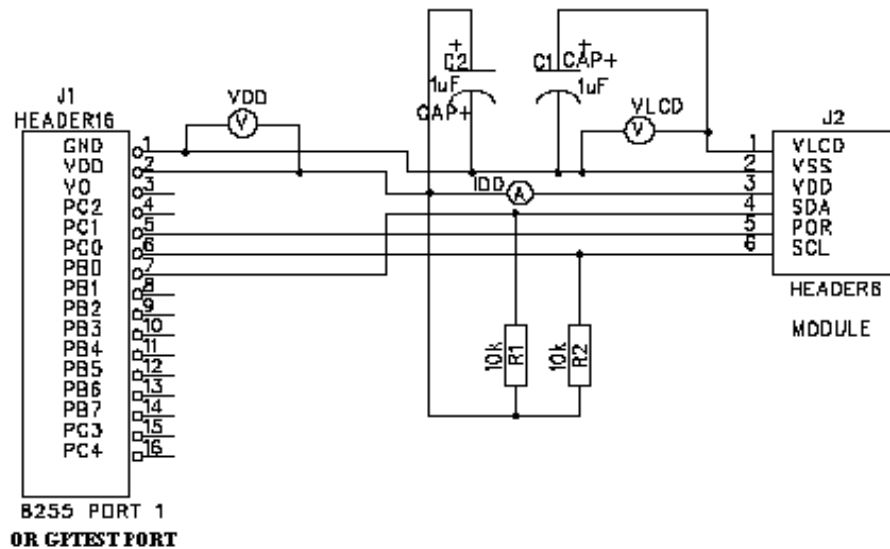 J1
HEADER16
GND 1
VDD 2
VO 3
PC2 4
PC1 5
PC0 6
PB0 7
PB1 8
PB2 9
PB3 10
PB4 11
PB5 12
PB6 13
PB7 14
PC3 15
PC4 16
8255 PORT 1
OR GPTEST PORT
VDD
V
+
C2
1uF
CAP+
+
C1 CAP+
1uF
VLCD
V
IDD
A
10k R1
10k R2
J2
1 VLCD
2 VSS
3 VDD
4 SDA
5 POR
6 SCL
HEADER6
MODULE